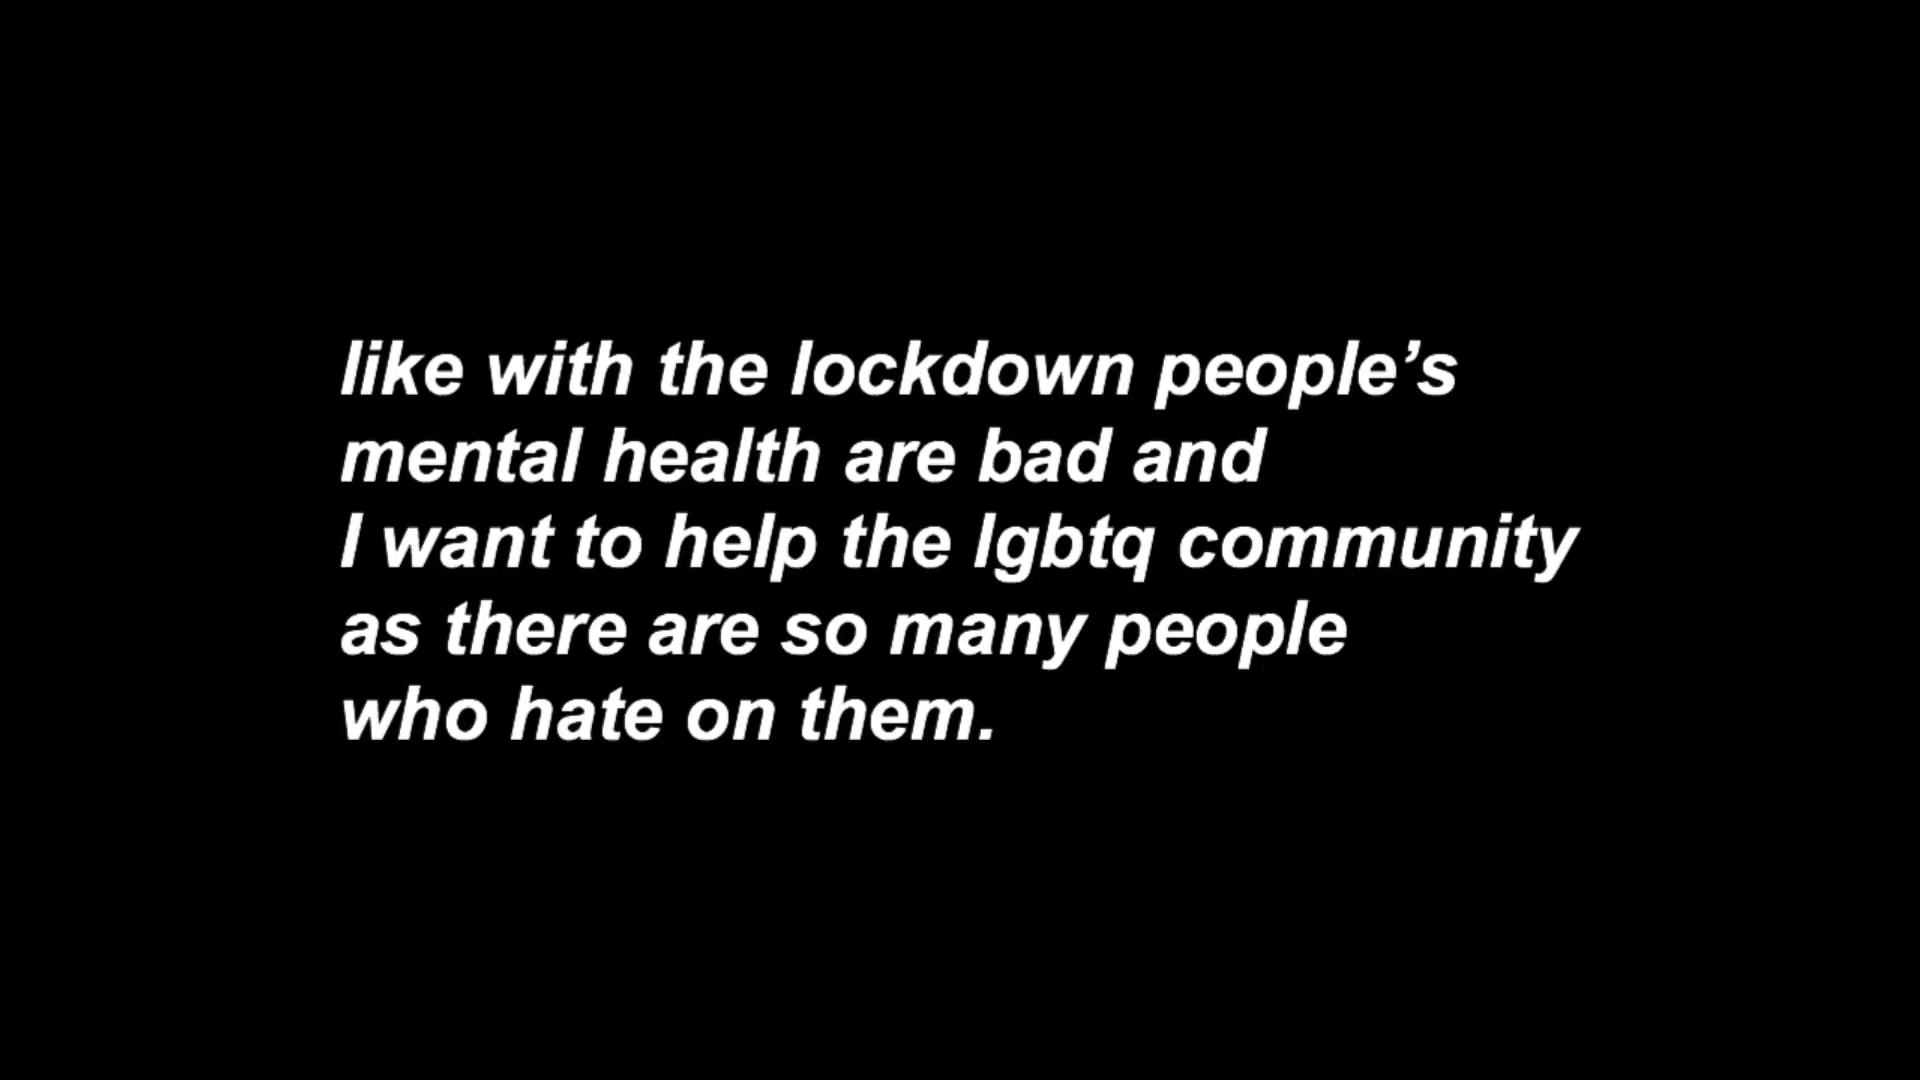 like with the lockdown people’s
mental health are bad and
I want to help the lgbtq community
as there are so many people
who hate on them.